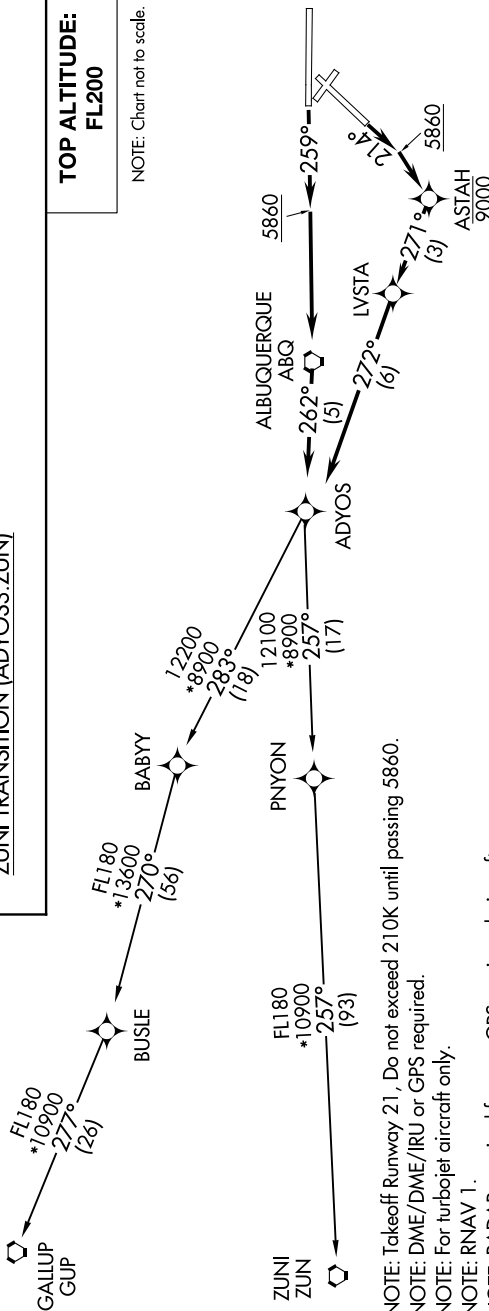 ZUNI TRANSITION (ADYOS3.ZUN)
TOP ALTITUDE:
FL200
NOTE: Chart not to scale.
259°
5860
214°
5860
ASTAH
9000
271°
(3)
LVSTA
272°
(6)
ALBUQUERQUE
ABQ
262°
(5)
ADYOS
12200
*8900
283°
(18)
BABYY
FL180
*13600
270°
(56)
BUSLE
FL180
*10900
277°
(26)
GALLUP
GUP
12100
*8900
257°
(17)
PNYON
FL180
*10900
257°
(93)
ZUNI
ZUN
NOTE: Takeoff Runway 21, Do not exceed 210K until passing 5860.
NOTE: DME/DME/IRU or GPS required.
NOTE: For turbojet aircraft only.
NOTE: RNAV 1.